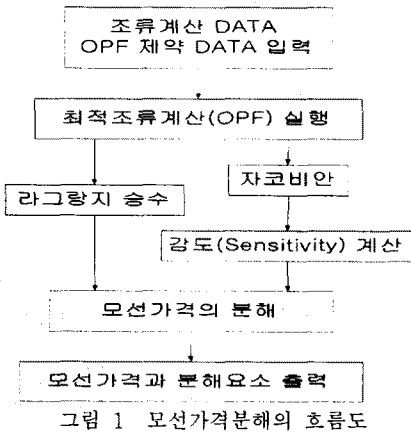 조류계산 DATA
OPF 제약 DATA 입력
최적조류계산(OPF) 실행
라그랑지 승수
자코비안
감도(Sensitivity) 계산
모선가격의 분해
모선가격과 분해요소 출력
그림 1 모선가격분해의 흐름도